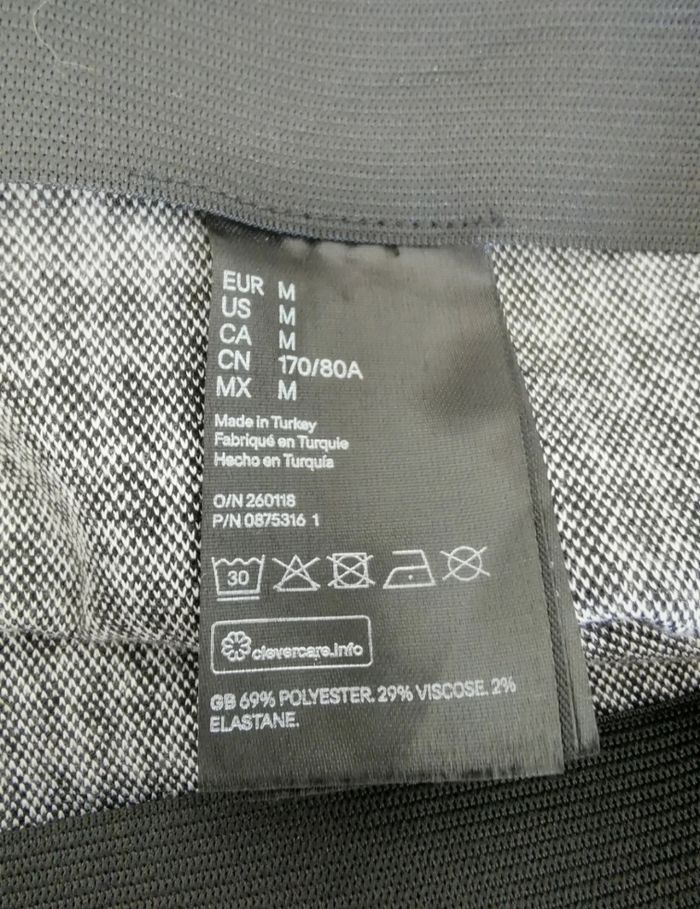 EUR M
US M
CA M
CN 170/80A
MX M
Made in Turkey
Fabriqué en Turquie
Hecho en Turquía
O/N 260118
P/N 0875316 1
30
clevercare.info
GB 69% POLYESTER. 29% VISCOSE. 2%
ELASTANE.